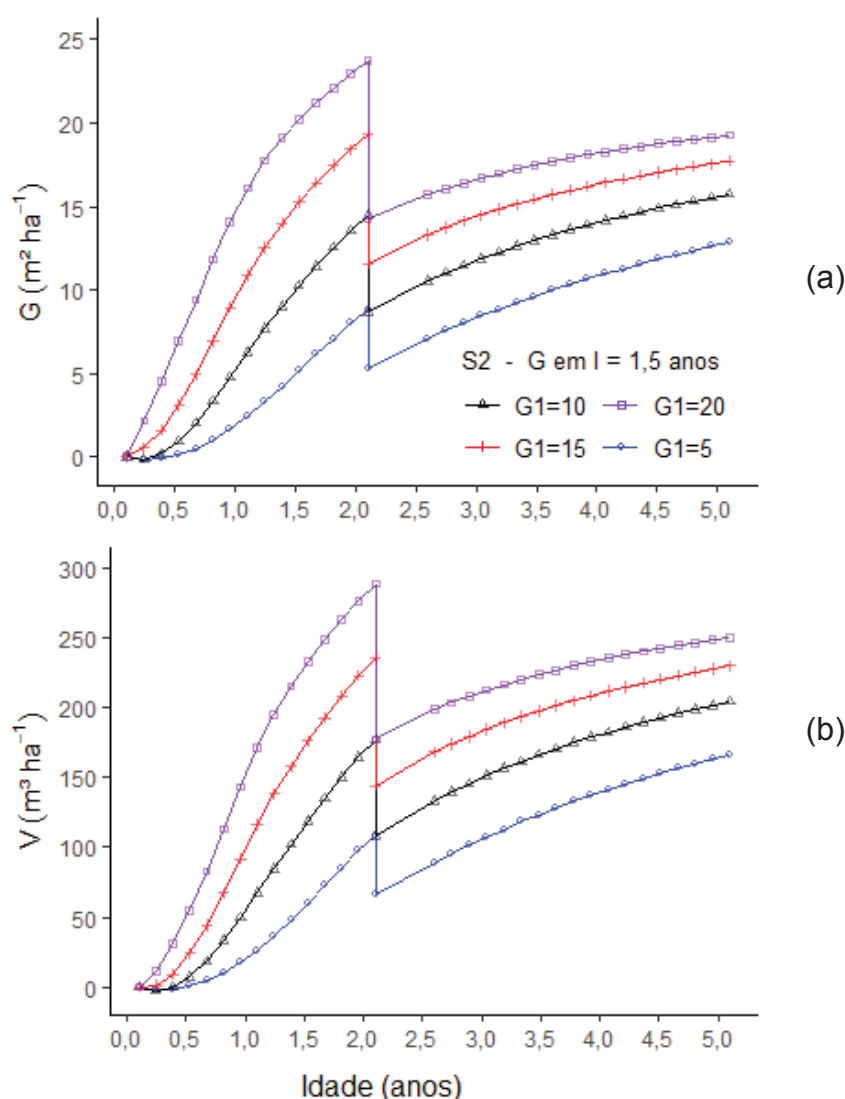 25
20
15
10
5
0
G (m² ha⁻¹)
(a)
S2 - G em I = 1,5 anos
G1=10 G1=20
G1=15 G1=5
0,0 0,5 1,0 1,5 2,0 2,5 3,0 3,5 4,0 4,5 5,0
300
250
200
150
100
50
0
V (m³ ha⁻¹)
(b)
0,0 0,5 1,0 1,5 2,0 2,5 3,0 3,5 4,0 4,5 5,0
Idade (anos)